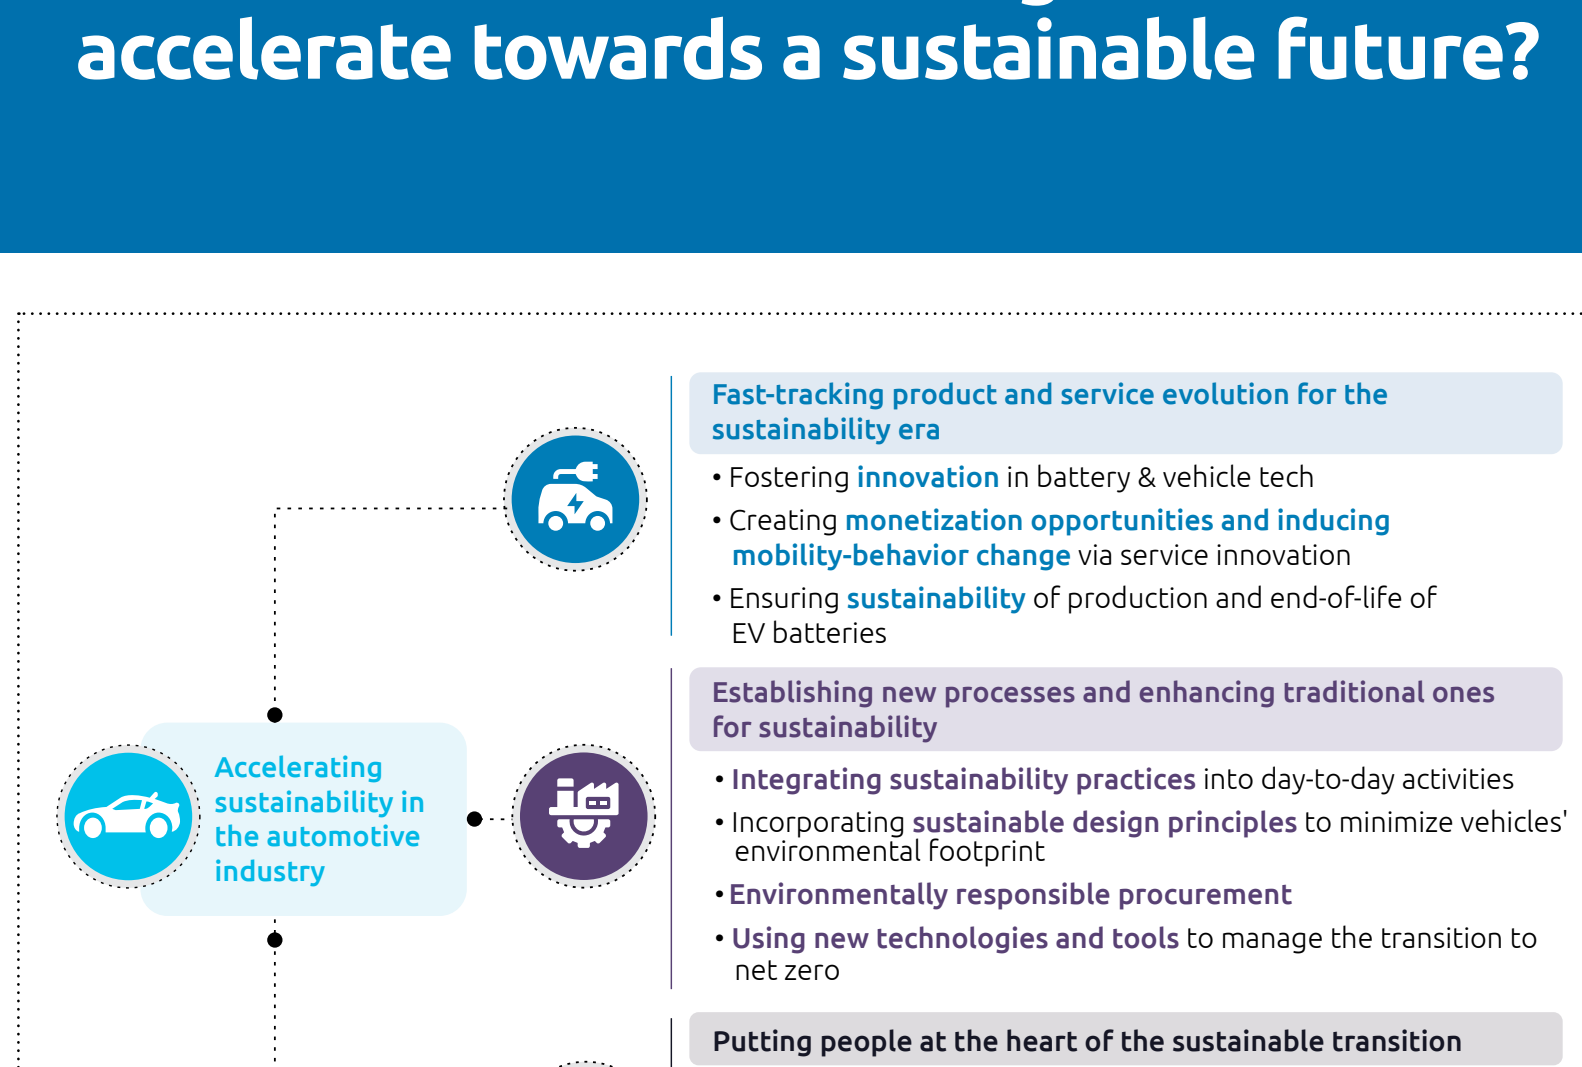 accelerate towards a sustainable future?
Fast-tracking product and service evolution for the
sustainability era
• Fostering innovation in battery & vehicle tech
• Creating monetization opportunities and inducing
mobility-behavior change via service innovation
• Ensuring sustainability of production and end-of-life of
EV batteries
Accelerating
sustainability in
the automotive
industry
Establishing new processes and enhancing traditional ones
for sustainability
• Integrating sustainability practices into day-to-day activities
• Incorporating sustainable design principles to minimize vehicles'
environmental footprint
• Environmentally responsible procurement
• Using new technologies and tools to manage the transition to
net zero
Putting people at the heart of the sustainable transition